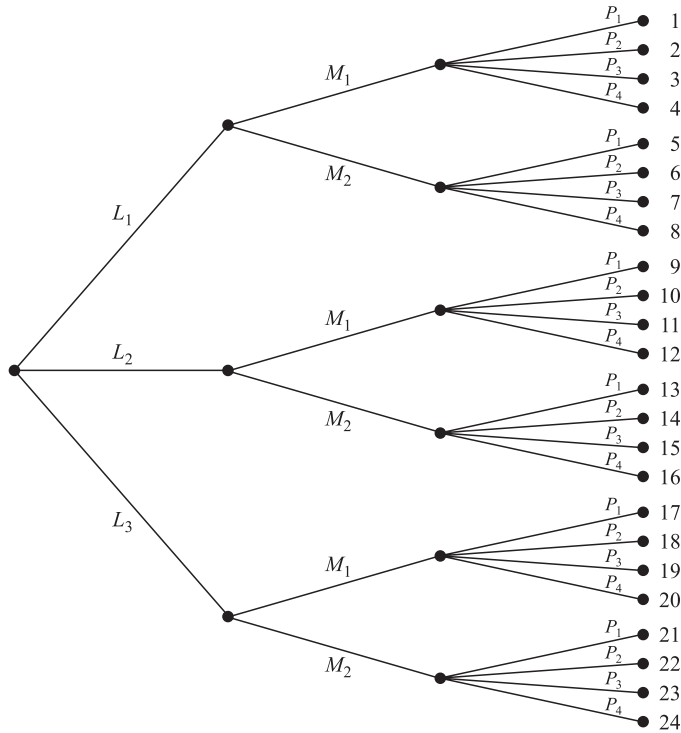 P1 1
P2 2
P3 3
P4 4
M1
M2
P1 5
P2 6
P3 7
P4 8
L1
P1 9
P2 10
P3 11
P4 12
M1
L2
M2
P1 13
P2 14
P3 15
P4 16
L3
P1 17
P2 18
P3 19
P4 20
M1
M2
P1 21
P2 22
P3 23
P4 24